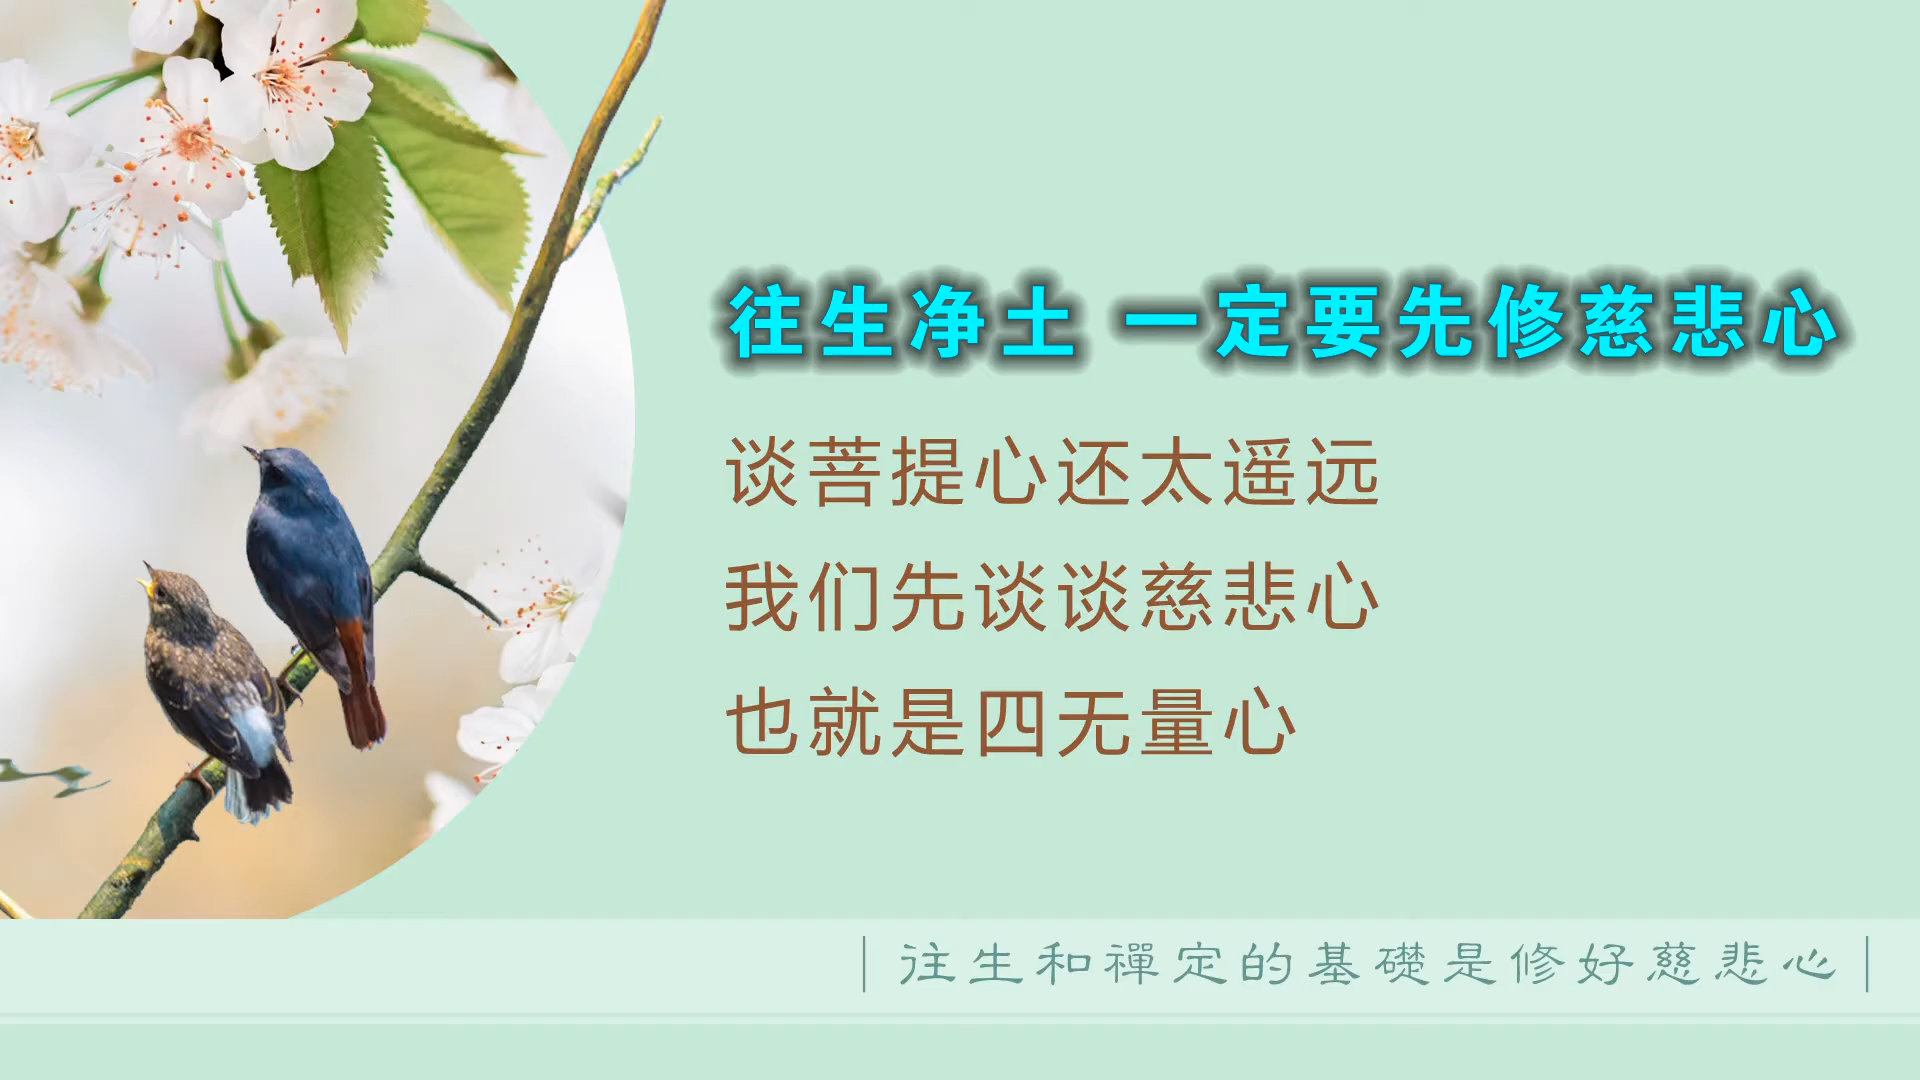 往生净土 一定要先修慈悲心
谈菩提心还太遥远
我们先谈谈慈悲心
也就是四无量心
往生和禪定的基礎是修好慈悲心